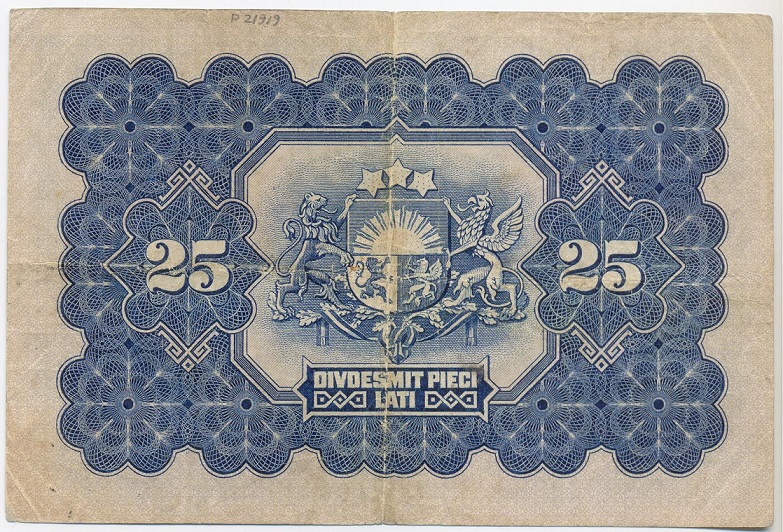 P 21919
25
25
DIVDESMIT PIECI
LATI